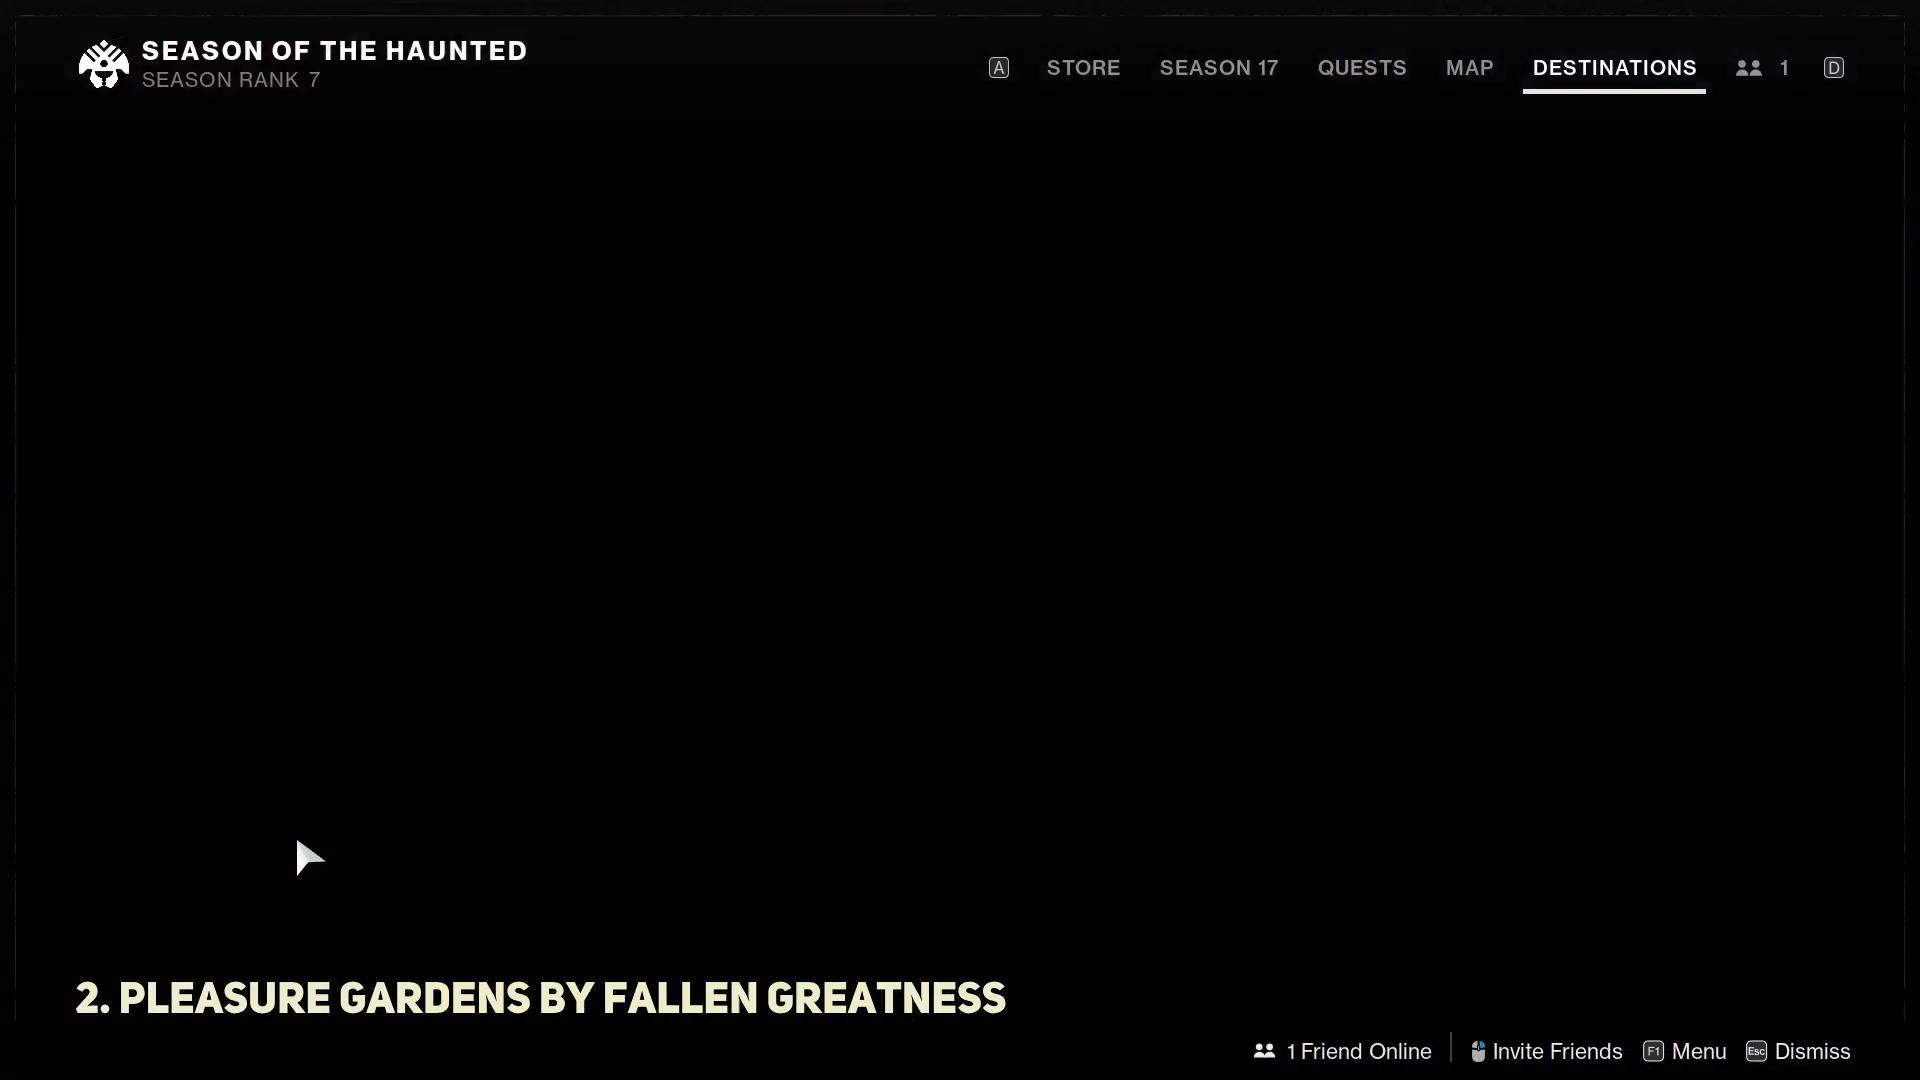 SEASON OF THE HAUNTED
SEASON RANK 7
A STORE SEASON 17 QUESTS MAP DESTINATIONS 1 D
2. PLEASURE GARDENS BY FALLEN GREATNESS
1 Friend Online Invite Friends F1 Menu Esc Dismiss